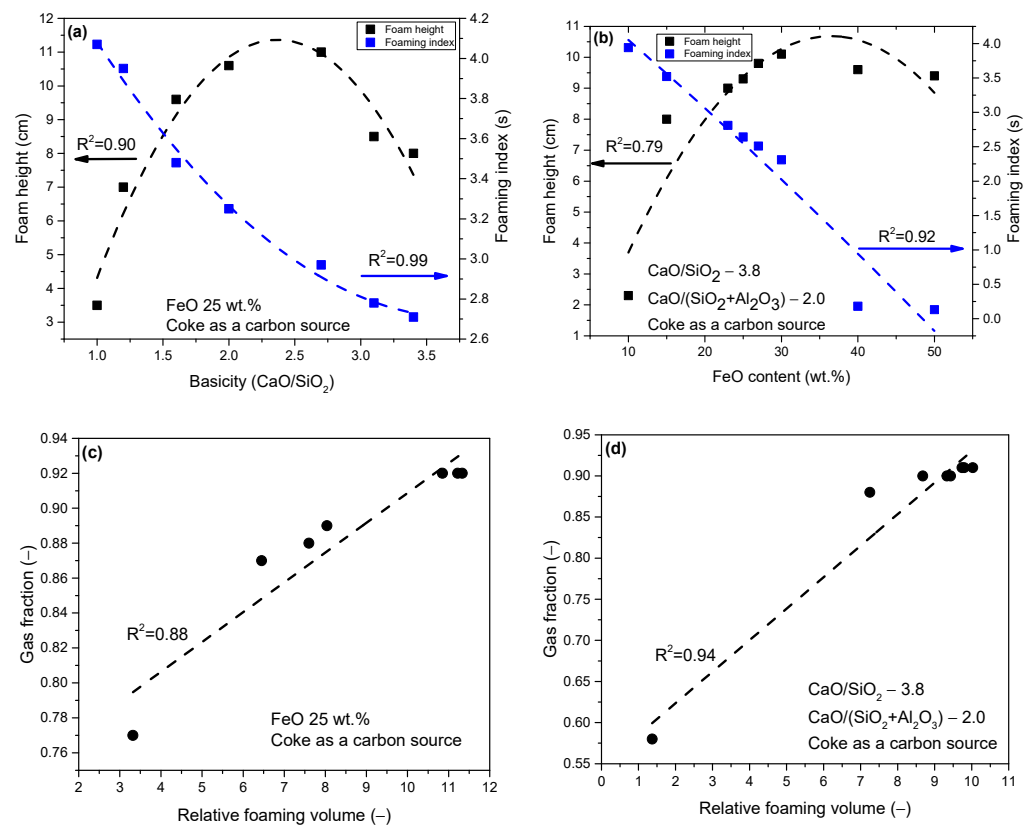 (a)
Foam height
Foaming index
R²=0.90
R²=0.99
FeO 25 wt.%
Coke as a carbon source
12
11
10
9
8
7
6
5
4
3
4.2
4.0
3.8
3.6
3.4
3.2
3.0
2.8
2.6
1.0 1.5 2.0 2.5 3.0 3.5
Foam height (cm)
Foaming index (s)
Basicity (CaO/SiO₂)
(b)
Foam height
Foaming index
R²=0.79
R²=0.92
CaO/SiO₂ – 3.8
CaO/(SiO₂+Al₂O₃) – 2.0
Coke as a carbon source
11
10
9
8
7
6
5
4
3
2
1
4.0
3.5
3.0
2.5
2.0
1.5
1.0
0.5
0.0
10 20 30 40 50
Foam height (cm)
Foaming index (s)
FeO content (wt.%)
(c)
R²=0.88
FeO 25 wt.%
Coke as a carbon source
0.94
0.92
0.90
0.88
0.86
0.84
0.82
0.80
0.78
0.76
2 3 4 5 6 7 8 9 10 11 12
Gas fraction (–)
Relative foaming volume (–)
(d)
R²=0.94
CaO/SiO₂ – 3.8
CaO/(SiO₂+Al₂O₃) – 2.0
Coke as a carbon source
0.95
0.90
0.85
0.80
0.75
0.70
0.65
0.60
0.55
0 1 2 3 4 5 6 7 8 9 10 11
Gas fraction (–)
Relative foaming volume (–)